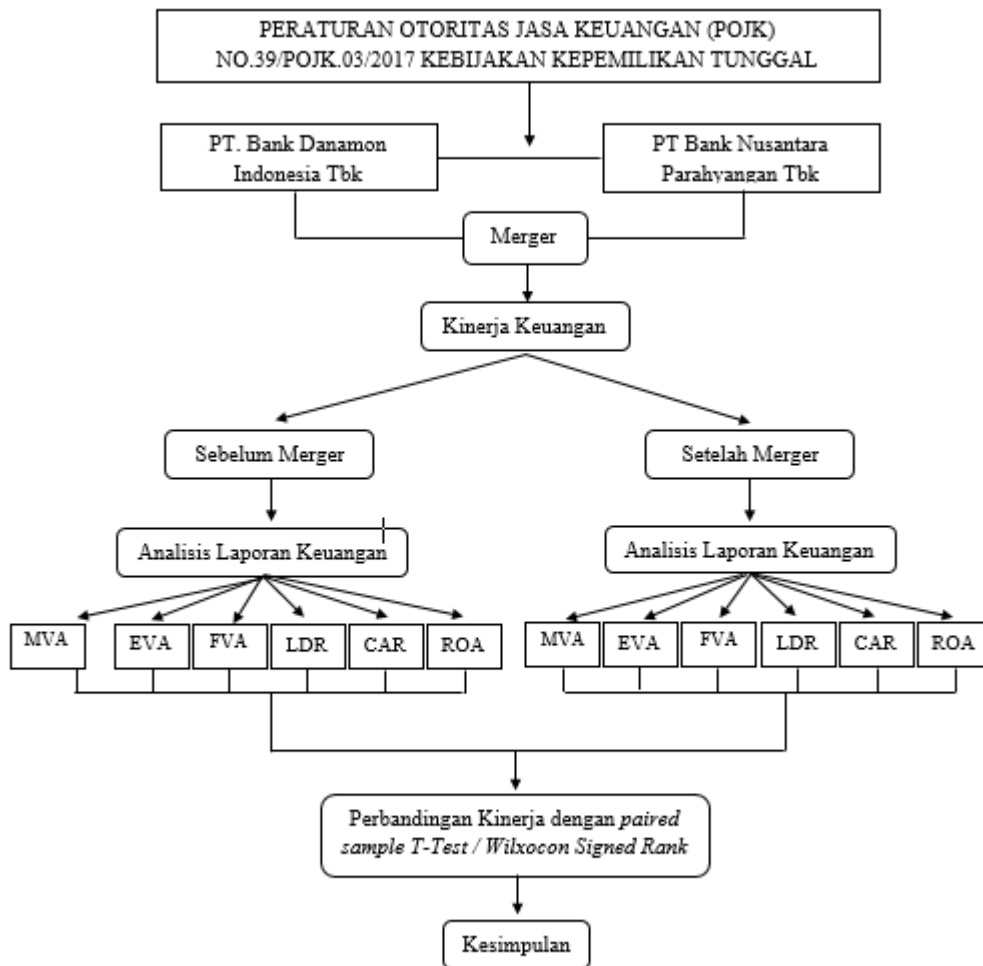 PERATURAN OTORITAS JASA KEUANGAN (POJK)
NO.39/POJK.03/2017 KEBIJAKAN KEPEMILIKAN TUNGGAL
PT. Bank Danamon
Indonesia Tbk
PT Bank Nusantara
Parahyangan Tbk
Merger
Kinerja Keuangan
Sebelum Merger
Setelah Merger
Analisis Laporan Keuangan
Analisis Laporan Keuangan
MVA
EVA
FVA
LDR
CAR
ROA
MVA
EVA
FVA
LDR
CAR
ROA
Perbandingan Kinerja dengan paired
sample T-Test / Wilxocon Signed Rank
Kesimpulan